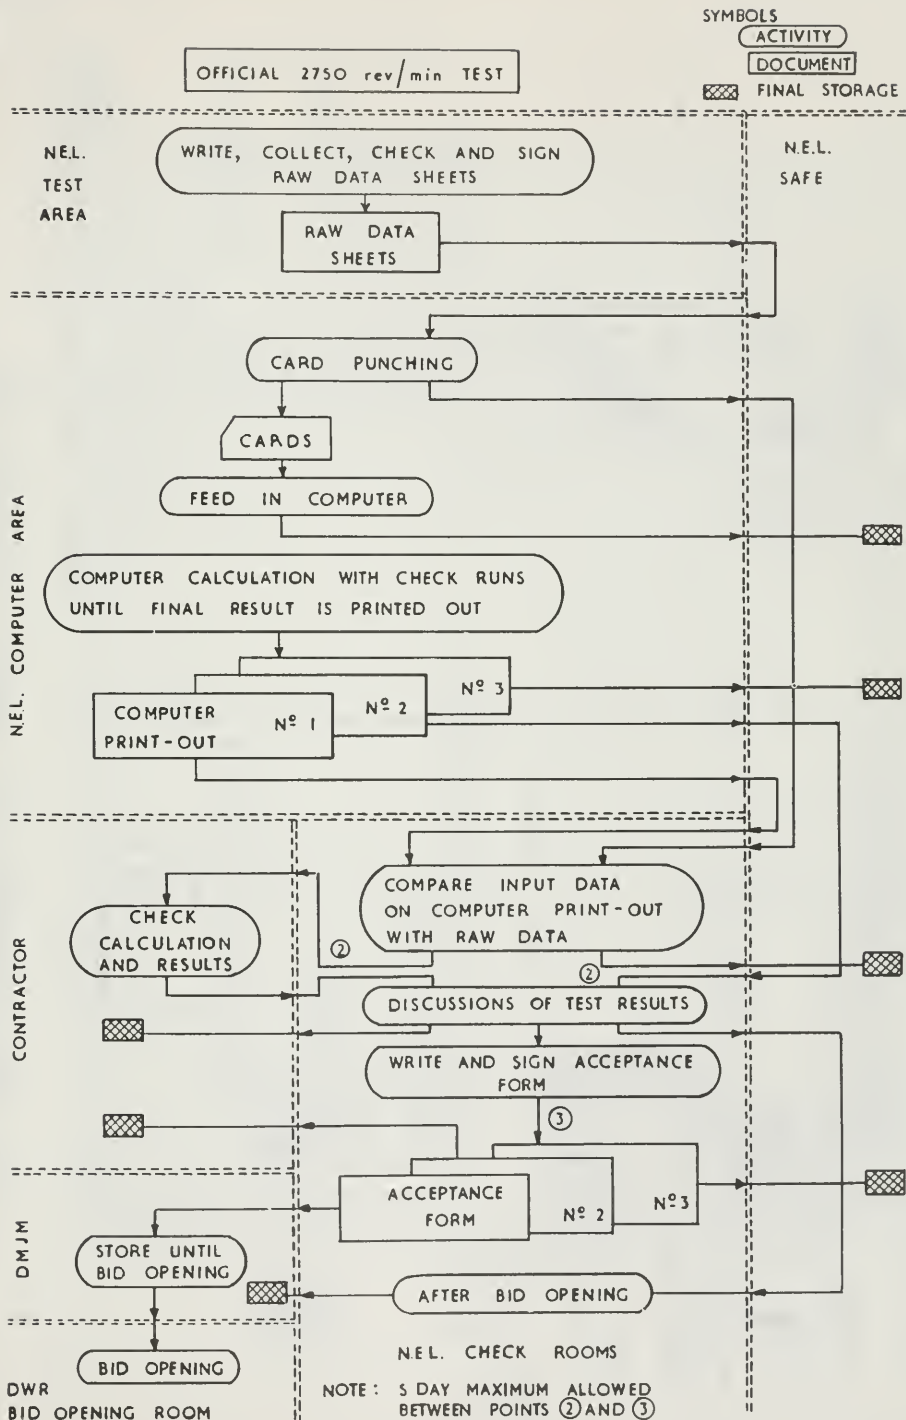 SYMBOLS
ACTIVITY
DOCUMENT
FINAL STORAGE
OFFICIAL 2750 rev/min TEST
N.E.L.
TEST
AREA
WRITE, COLLECT, CHECK AND SIGN
RAW DATA SHEETS
N.E.L.
SAFE
RAW DATA
SHEETS
N.E.L. COMPUTER AREA
CARD PUNCHING
CARDS
FEED IN COMPUTER
COMPUTER CALCULATION WITH CHECK RUNS
UNTIL FINAL RESULT IS PRINTED OUT
Nº 3
Nº 2
COMPUTER
PRINT-OUT
Nº 1
CONTRACTOR
COMPARE INPUT DATA
ON COMPUTER PRINT-OUT
WITH RAW DATA
CHECK
CALCULATION
AND RESULTS
②
②
DISCUSSIONS OF TEST RESULTS
WRITE AND SIGN ACCEPTANCE
FORM
③
ACCEPTANCE
FORM
Nº 2
Nº 3
DMJM
STORE UNTIL
BID OPENING
AFTER BID OPENING
BID OPENING
N.E.L. CHECK ROOMS
DWR
BID OPENING ROOM
NOTE : 5 DAY MAXIMUM ALLOWED
BETWEEN POINTS ② AND ③